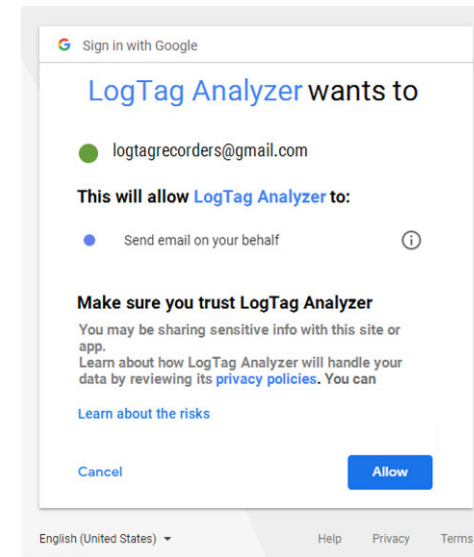 Sign in with Google
LogTag Analyzer wants to
logtagrecorders@gmail.com
This will allow LogTag Analyzer to:
Send email on your behalf
Make sure you trust LogTag Analyzer
You may be sharing sensitive info with this site or
app.
Learn about how LogTag Analyzer will handle your
data by reviewing its privacy policies. You can
Learn about the risks
Cancel
Allow
English (United States)
Help
Privacy
Terms